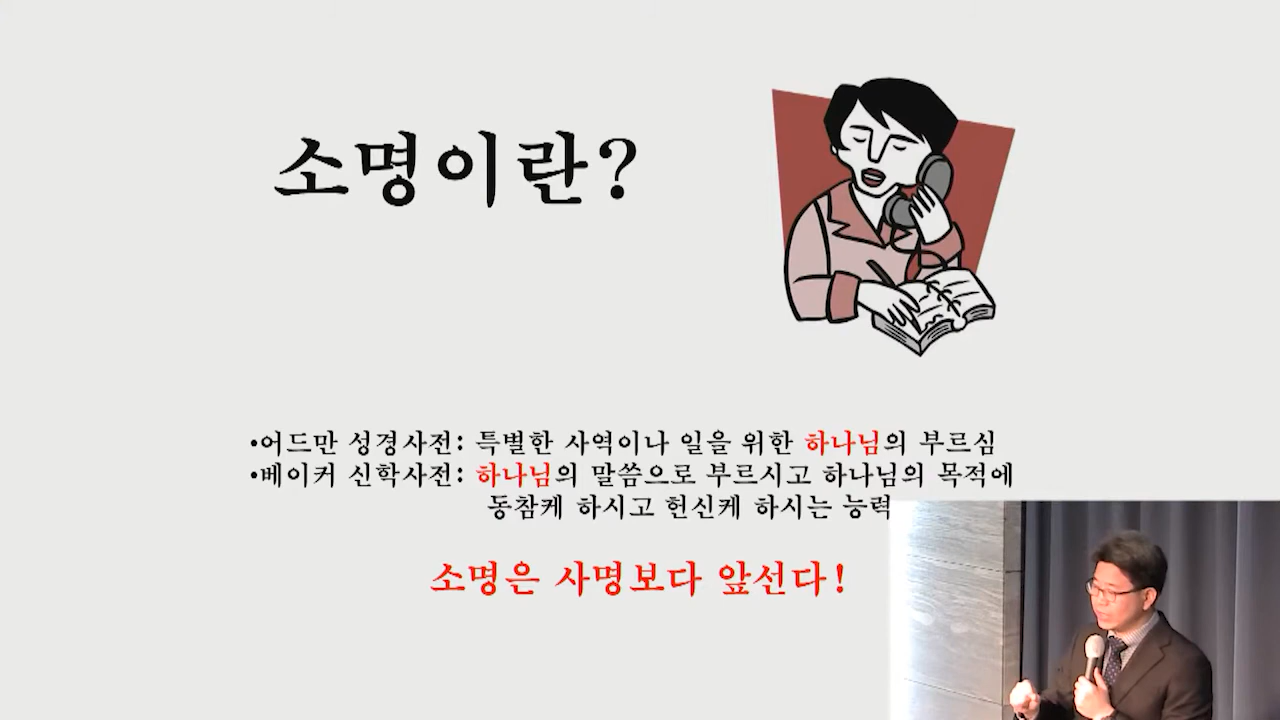 소명이란?
•어드만 성경사전: 특별한 사역이나 일을 위한 하나님의 부르심
•베이커 신학사전: 하나님의 말씀으로 부르시고 하나님의 목적에
동참케 하시고 헌신케 하시는 능력
소명은 사명보다 앞선다!